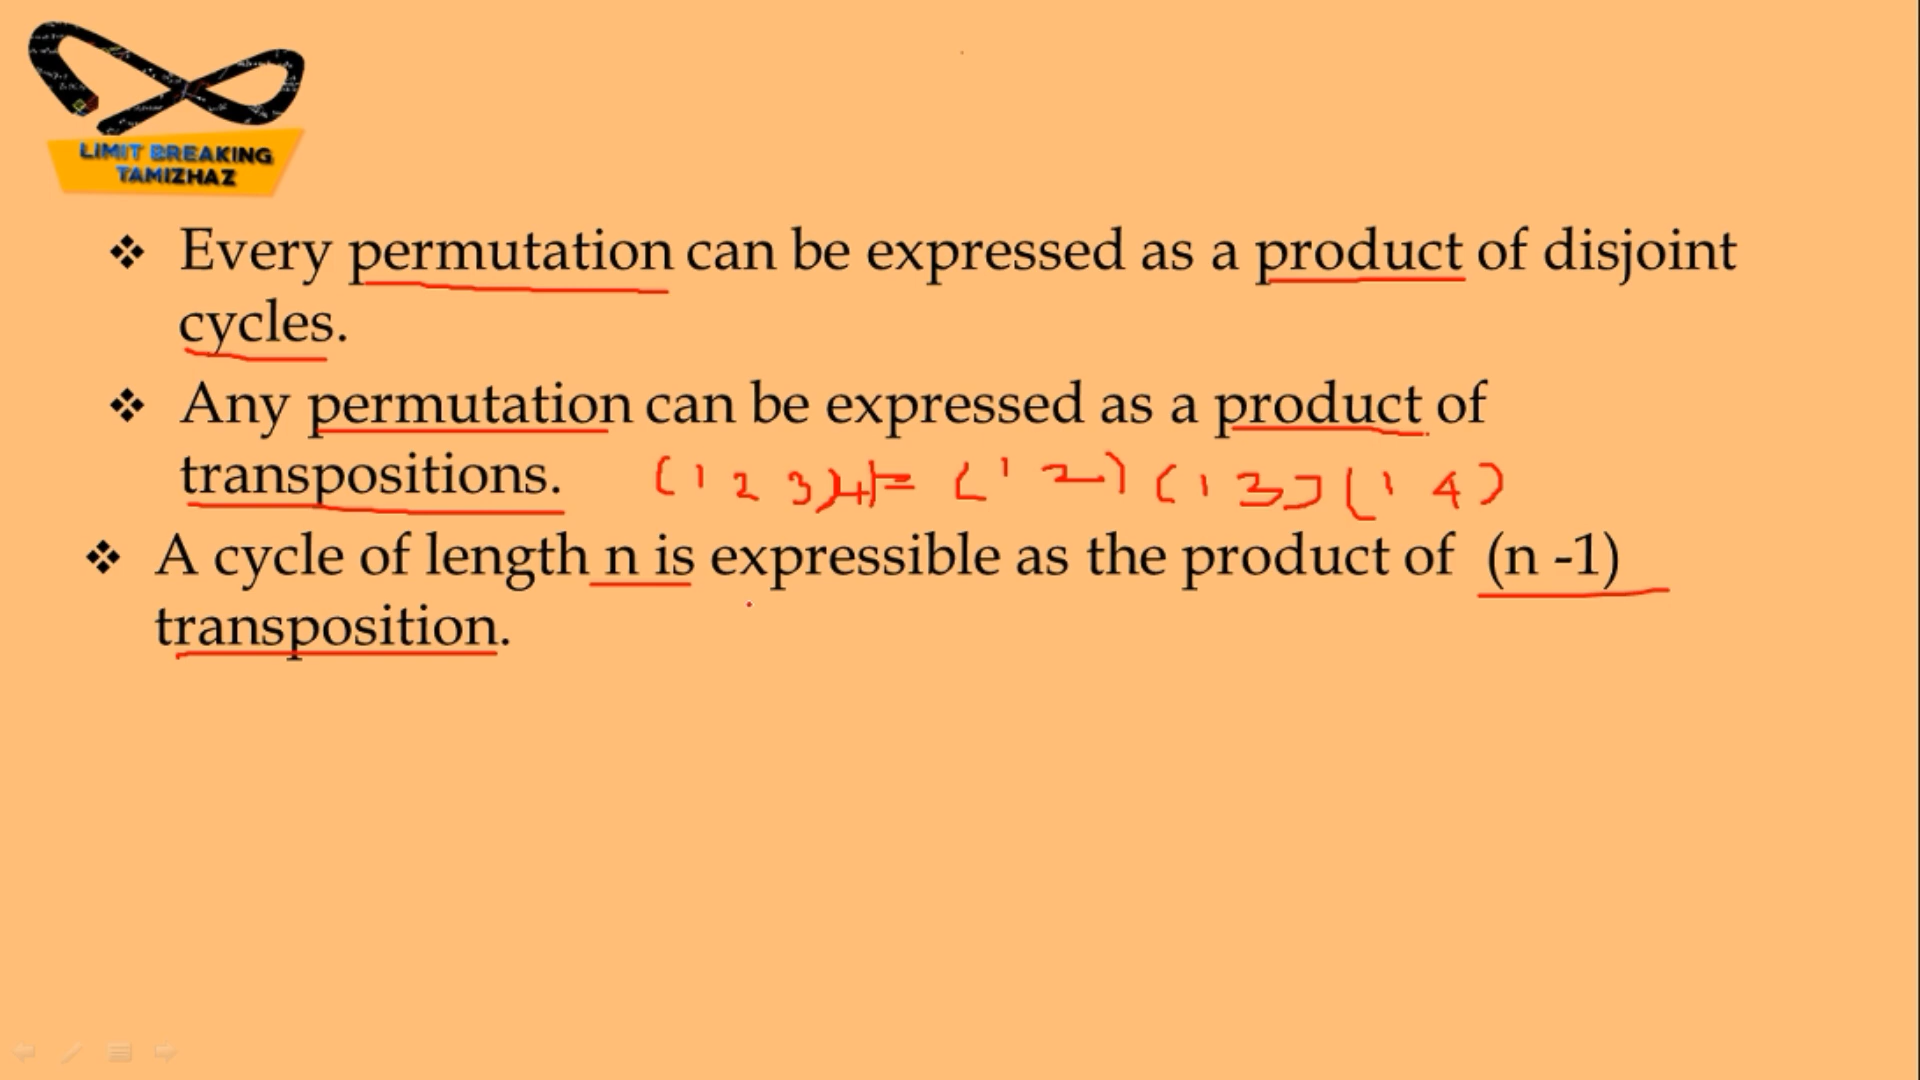 LIMIT BREAKING
TAMIZHAZ
❖ Every permutation can be expressed as a product of disjoint
cycles.
❖ Any permutation can be expressed as a product of
transpositions. (1 2 3 4) = (1 2) (1 3) (1 4)
❖ A cycle of length n is expressible as the product of (n -1)
transposition.